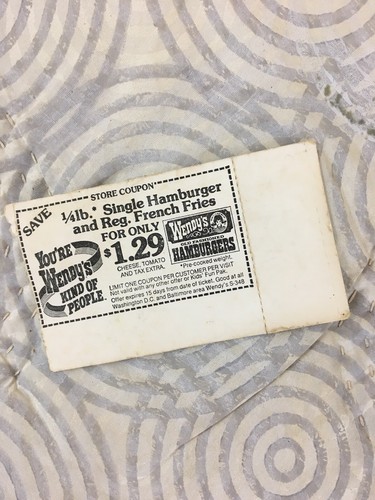 STORE COUPON
SAVE
1/4lb.* Single Hamburger
and Reg. French Fries
FOR ONLY
$1.29
CHEESE, TOMATO
AND TAX EXTRA.
YOU'RE
WENDY'S
KIND OF
PEOPLE
WENDY'S
OLD FASHIONED
HAMBURGERS
*Pre-cooked weight.
LIMIT ONE COUPON PER CUSTOMER PER VISIT
Not valid with any other offer or Kids' Fun Pak.
Offer expires 15 days from date of ticket. Good at all
Washington D.C. and Baltimore area Wendy's.S-348